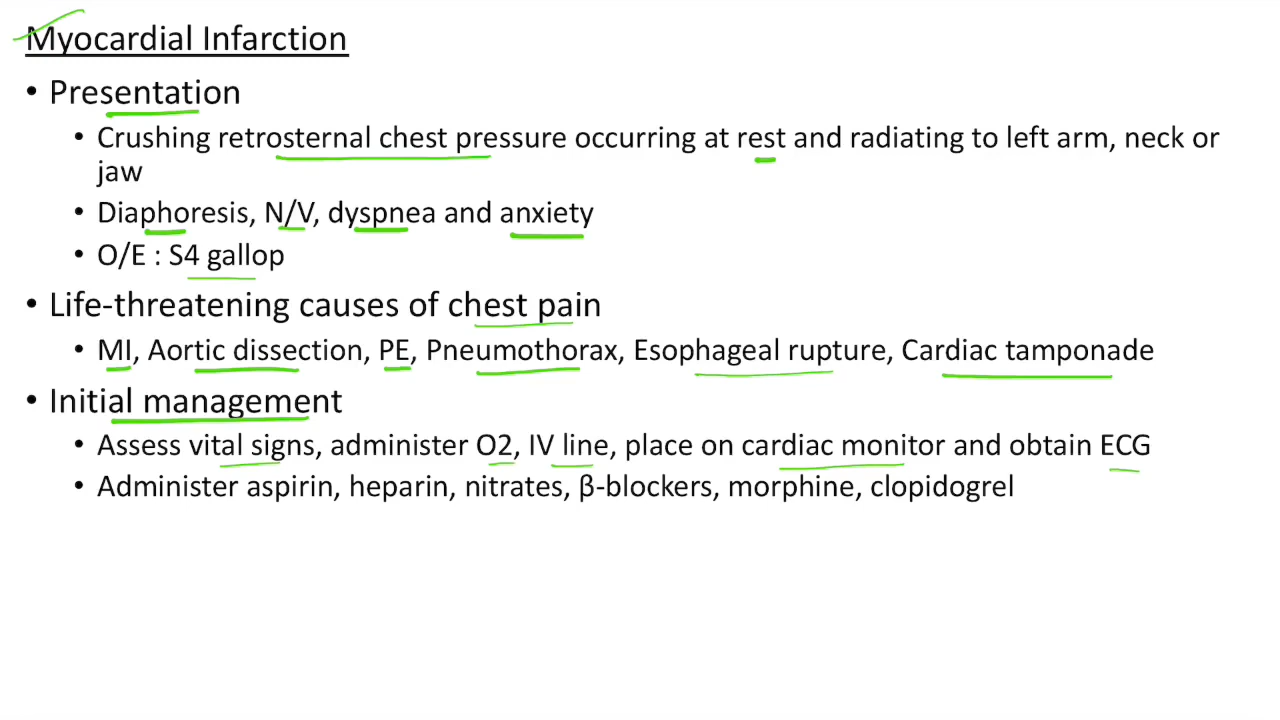 Myocardial Infarction
• Presentation
• Crushing retrosternal chest pressure occurring at rest and radiating to left arm, neck or
jaw
• Diaphoresis, N/V, dyspnea and anxiety
• O/E : S4 gallop
• Life-threatening causes of chest pain
• MI, Aortic dissection, PE, Pneumothorax, Esophageal rupture, Cardiac tamponade
• Initial management
• Assess vital signs, administer O2, IV line, place on cardiac monitor and obtain ECG
• Administer aspirin, heparin, nitrates, β-blockers, morphine, clopidogrel